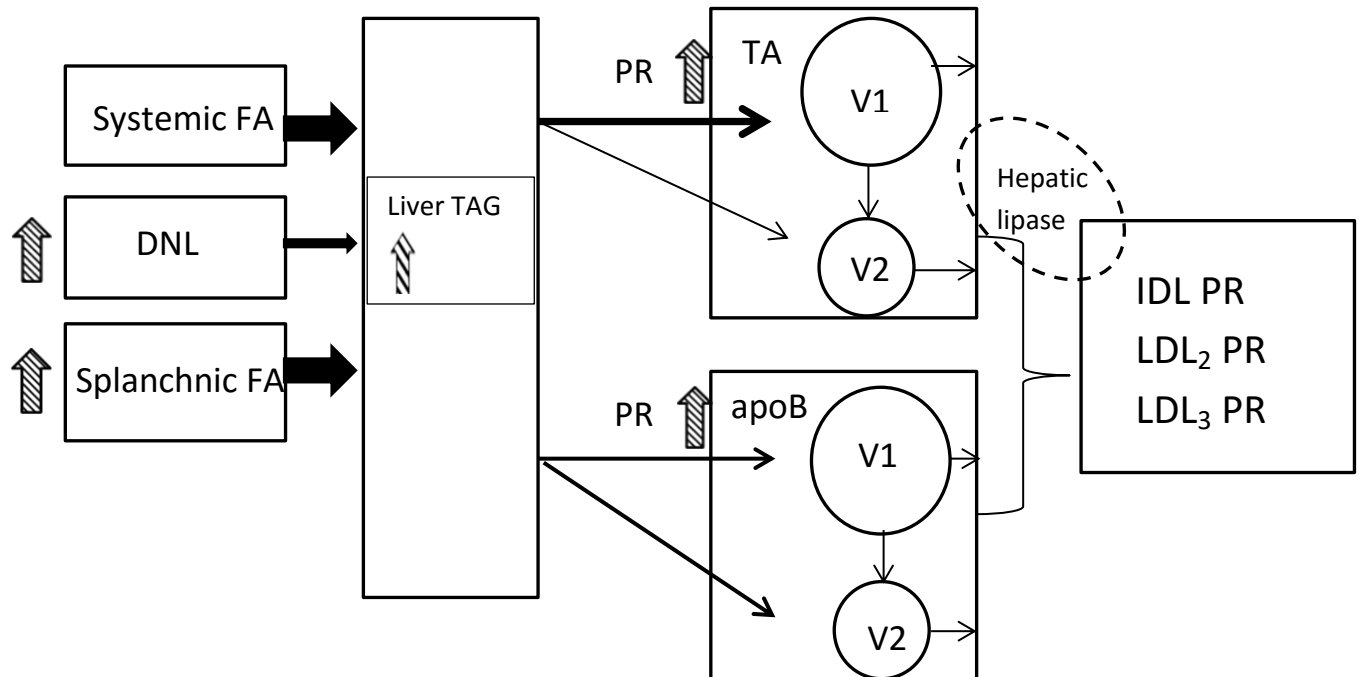 Systemic FA
DNL
Splanchnic FA
Liver TAG
PR
TA
V1
V2
PR
apoB
V1
V2
Hepatic
lipase
IDL PR
LDL₂ PR
LDL₃ PR